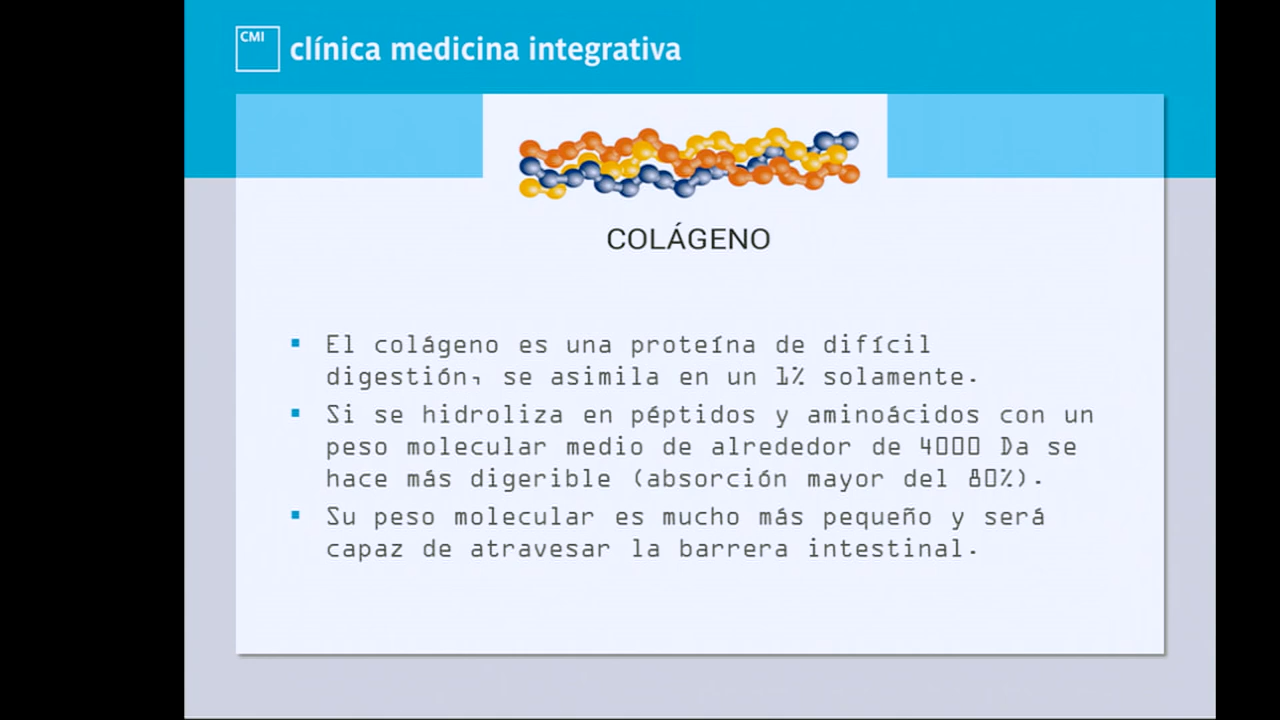 CMI
clínica medicina integrativa
COLÁGENO
▪ El colágeno es una proteína de difícil
digestión, se asimila en un 1% solamente.
▪ Si se hidroliza en péptidos y aminoácidos con un
peso molecular medio de alrededor de 4000 Da se
hace más digerible (absorción mayor del 80%).
▪ Su peso molecular es mucho más pequeño y será
capaz de atravesar la barrera intestinal.